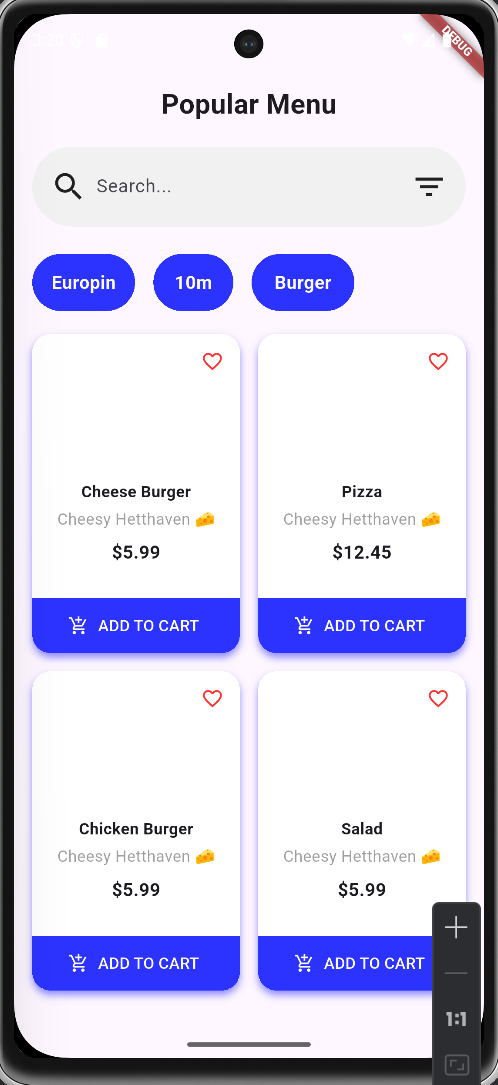 3:20
DEBUG
Popular Menu
Search...
Europin 10m Burger
Cheese Burger
Cheesy Hetthaven 🧀
$5.99
ADD TO CART
Pizza
Cheesy Hetthaven 🧀
$12.45
ADD TO CART
Chicken Burger
Cheesy Hetthaven 🧀
$5.99
ADD TO CART
Salad
Cheesy Hetthaven 🧀
$5.99
ADD TO CART
1:1